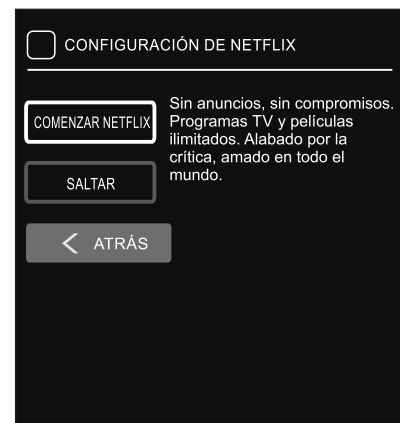 CONFIGURACIÓN DE NETFLIX
COMENZAR NETFLIX
Sin anuncios, sin compromisos.
Programas TV y películas
ilimitados. Alabado por la
crítica, amado en todo el
mundo.
SALTAR
ATRÁS